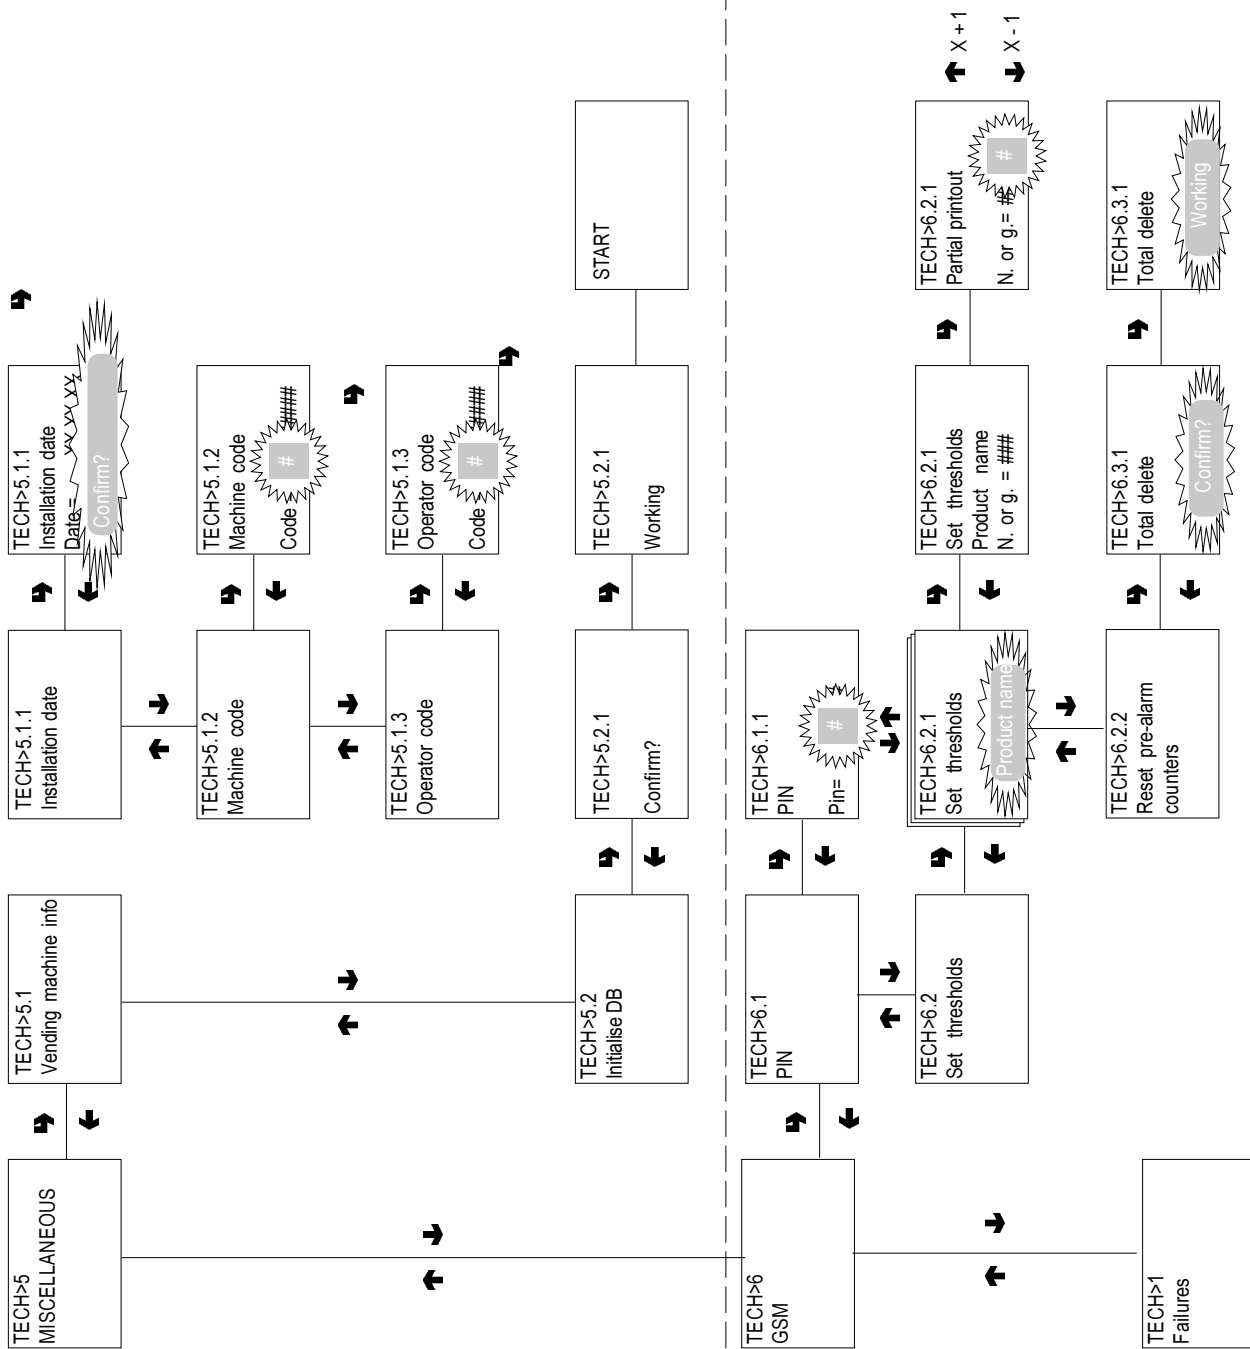 TECH>5
MISCELLANEOUS
TECH>5.1
Vending machine info
TECH>5.1.1
Installation date
TECH>5.1.1
Installation date
Date = XX XX XX
Confirm?
TECH>5.1.2
Machine code
TECH>5.1.2
Machine code
Code ####
#
TECH>5.1.3
Operator code
TECH>5.1.3
Operator code
Code ####
#
TECH>5.2
Initialise DB
TECH>5.2.1
Confirm?
TECH>5.2.1
Working
START
TECH>6
GSM
TECH>6.1
PIN
TECH>6.1.1
PIN
Pin=
#
TECH>6.2
Set thresholds
TECH>6.2.1
Set thresholds
Product name
TECH>6.2.1
Set thresholds
Product name
N. or g. = ###
TECH>6.2.1
Partial printout
N. or g.= #
#
X + 1
X - 1
TECH>6.2.2
Reset pre-alarm
counters
TECH>6.3.1
Total delete
Confirm?
TECH>6.3.1
Total delete
Working
TECH>1
Failures